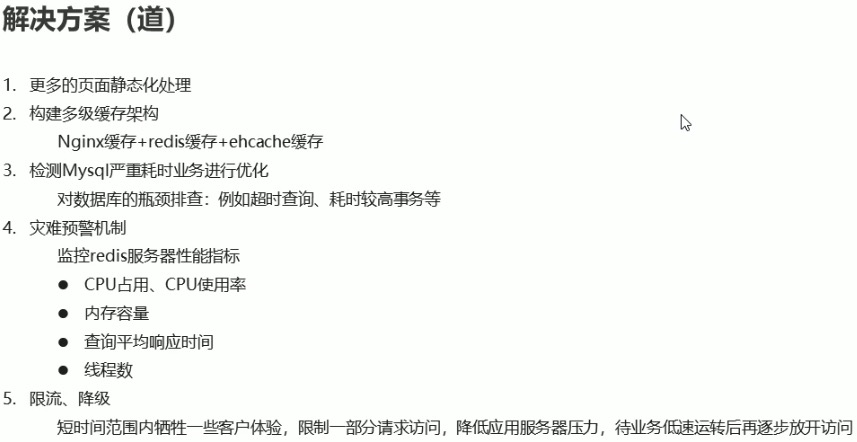 解决方案（道）
1. 更多的页面静态化处理
2. 构建多级缓存架构
Nginx缓存+redis缓存+ehcache缓存
3. 检测Mysql严重耗时业务进行优化
对数据库的瓶颈排查：例如超时查询、耗时较高事务等
4. 灾难预警机制
监控redis服务器性能指标
● CPU占用、CPU使用率
● 内存容量
● 查询平均响应时间
● 线程数
5. 限流、降级
短时间范围内牺牲一些客户体验，限制一部分请求访问，降低应用服务器压力，待业务低速运转后再逐步放开访问